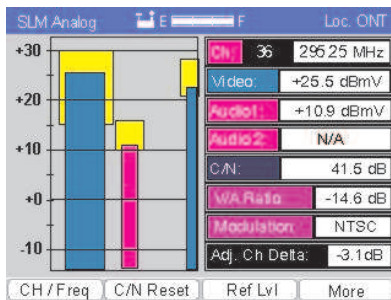 SLM Analog E F Loc. ONT
+30
+20
+10
+0
-10
Ch: 36 295.25 MHz
Video: +25.5 dBmV
Audio1: +10.9 dBmV
Audio2: N/A
C/N: 41.5 dB
V/A Ratio: -14.6 dB
Modulation: NTSC
Adj. Ch Delta: -3.1dB
CH / Freq C/N Reset Ref Lvl More